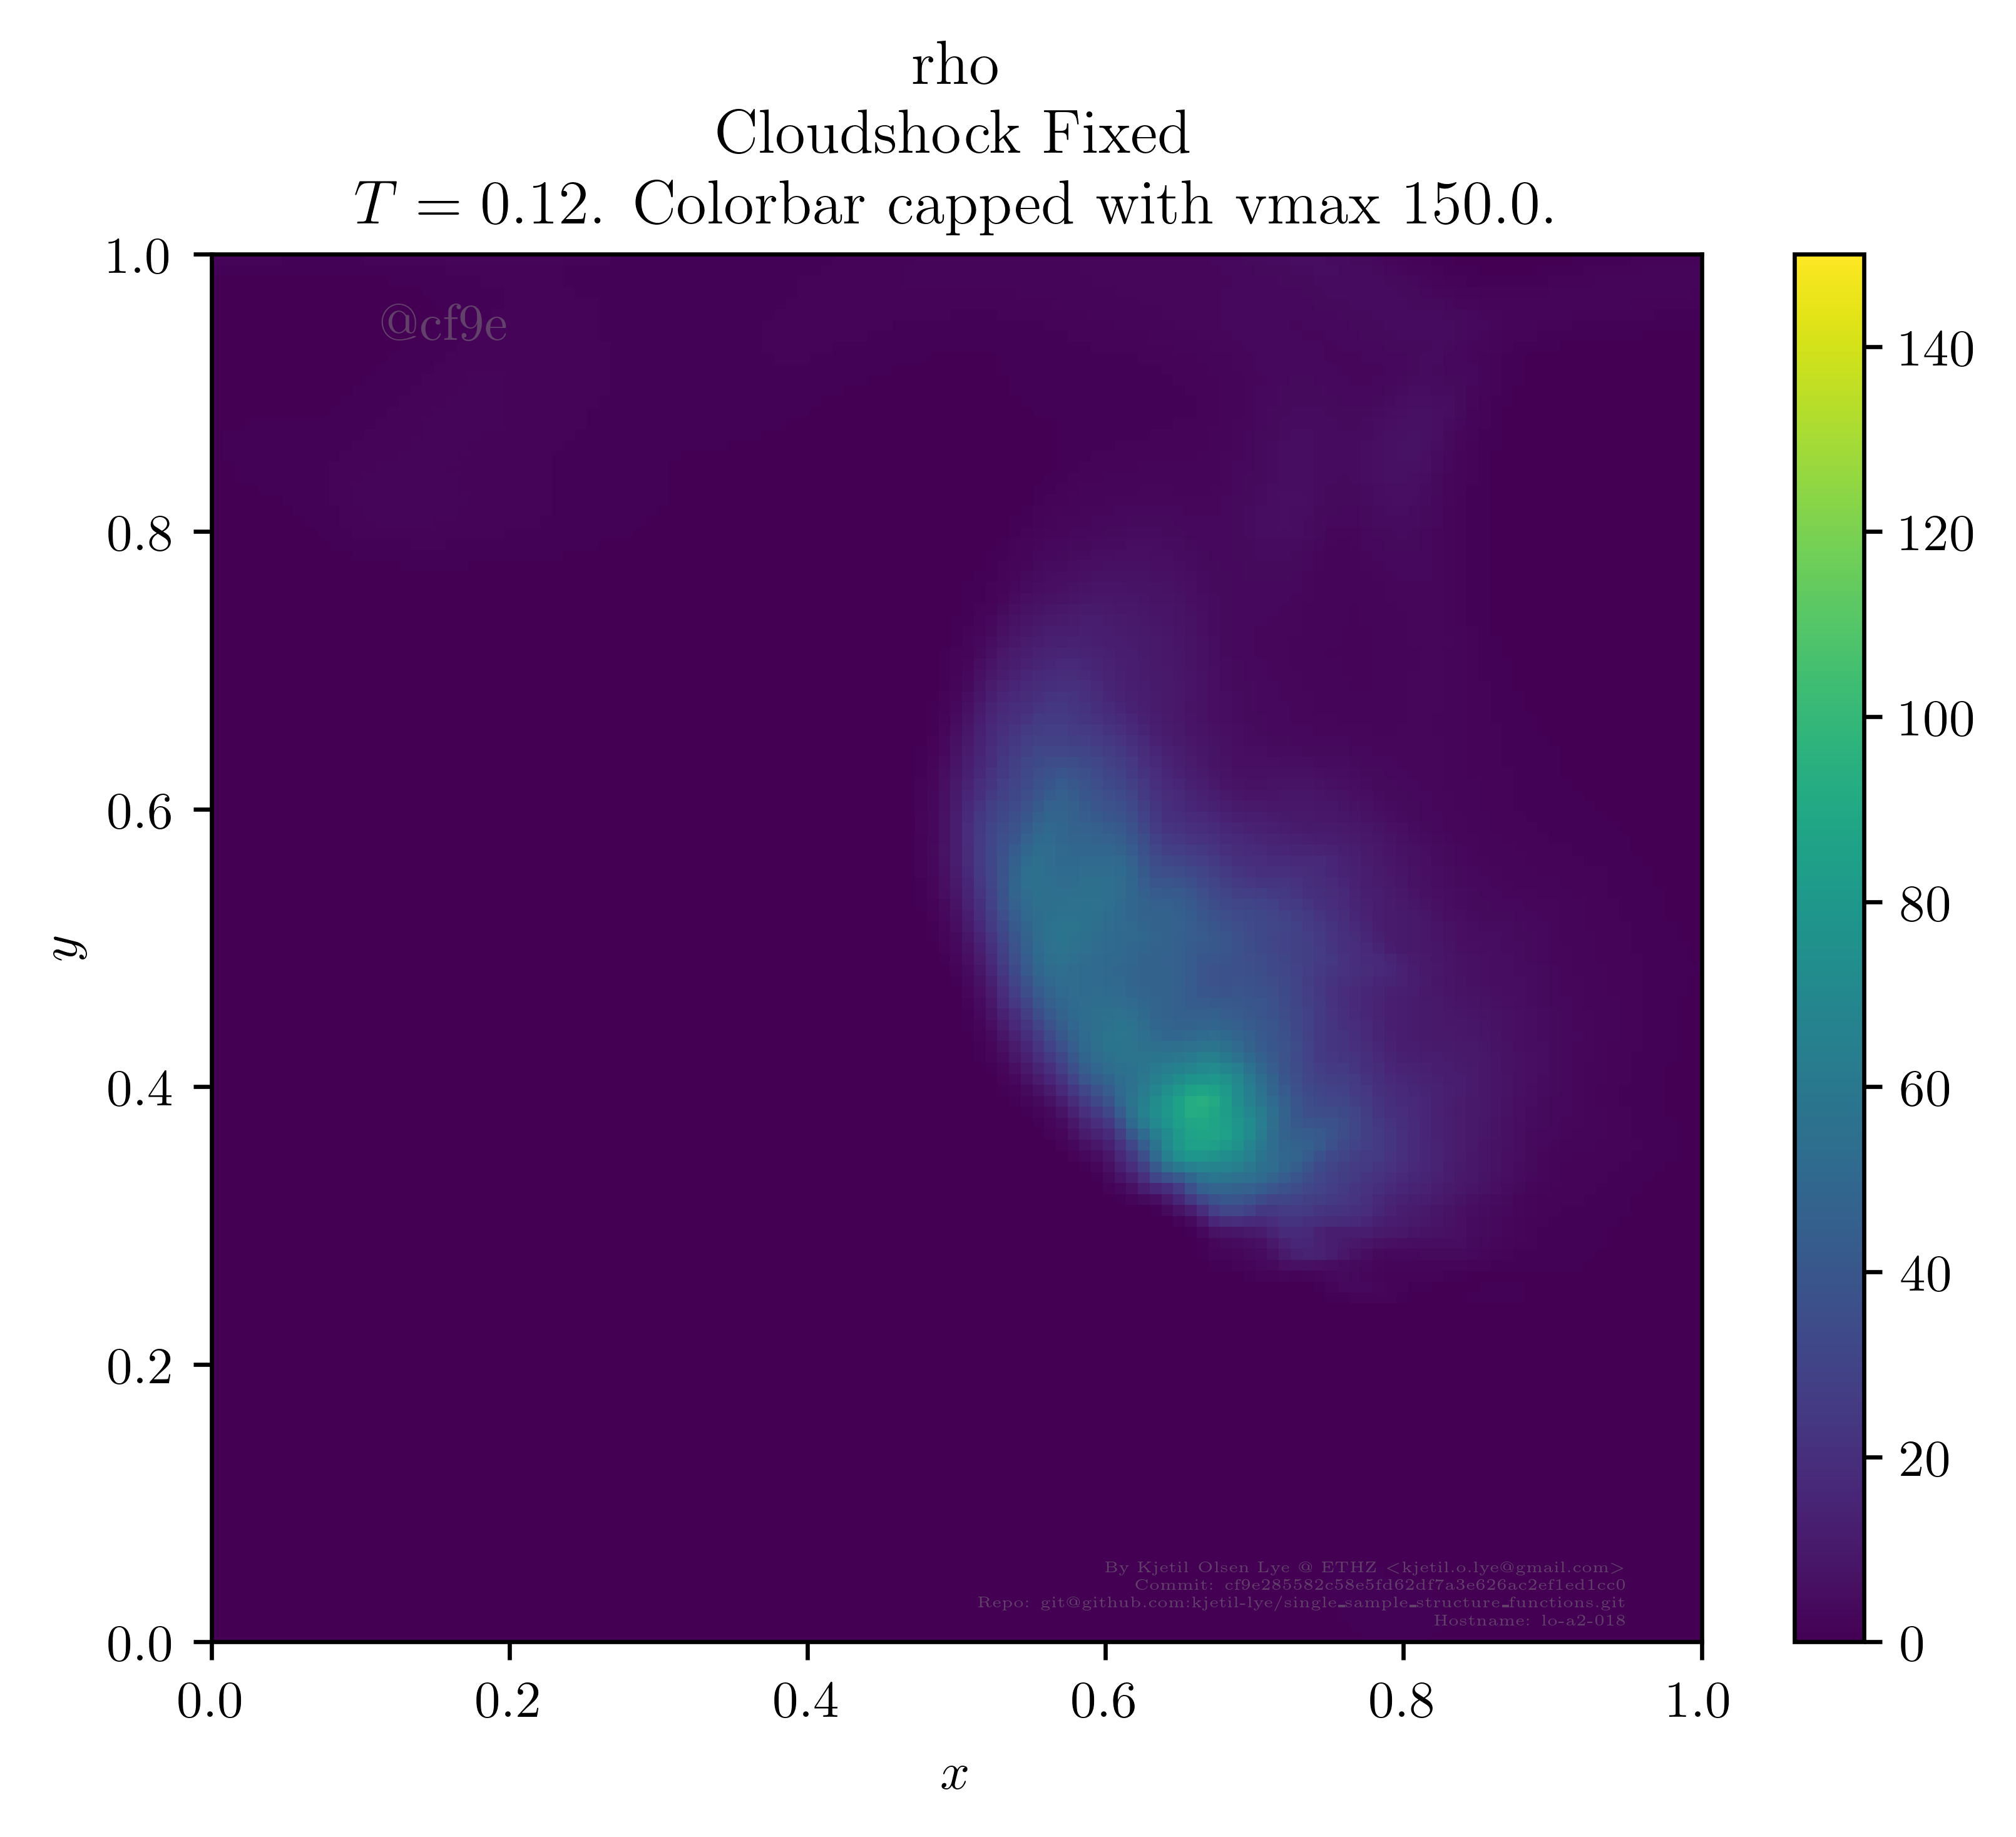 rho
Cloudshock Fixed
T = 0.12. Colorbar capped with vmax 150.0.
1.0
0.8
0.6
0.4
0.2
0.0
y
@cf9e
By Kjetil Olsen Lye @ ETHZ <kjetil.o.lye@gmail.com>
Commit: cf9e285582c58e5fd62df7a3e626ac2ef1ed1cc0
Repo: git@github.com:kjetil-lye/single_sample_structure_functions.git
Hostname: lo-a2-018
0.0 0.2 0.4 0.6 0.8 1.0
x
140
120
100
80
60
40
20
0